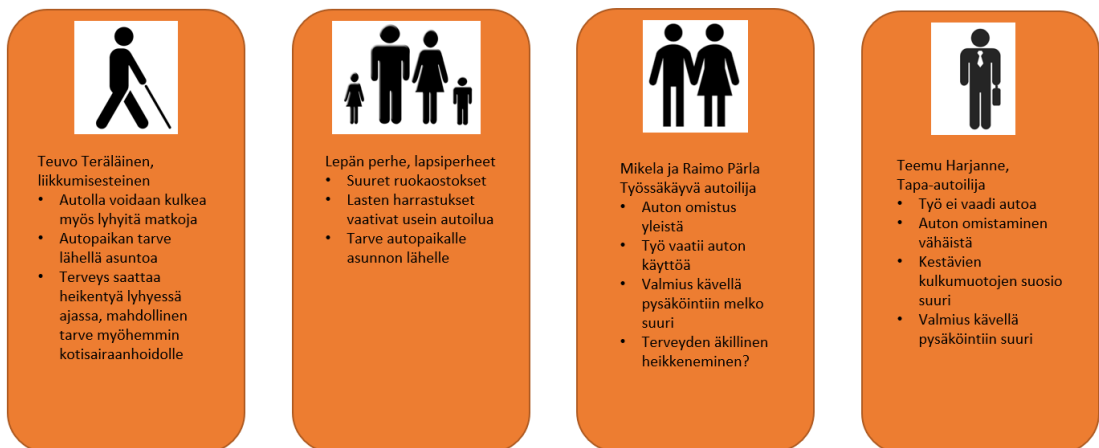 Teuvo Teräläinen,
liikkumisesteinen
• Autolla voidaan kulkea
myös lyhyitä matkoja
• Autopaikan tarve
lähellä asuntoa
• Terveys saattaa
heikentyä lyhyessä
ajassa, mahdollinen
tarve myöhemmin
kotisairaanhoidolle
Lepän perhe, lapsiperheet
• Suuret ruokaostokset
• Lasten harrastukset
vaativat usein autoilua
• Tarve autopaikalle
asunnon lähelle
Mikela ja Raimo Pärla
Työssäkäyvä autoilija
• Auton omistus
yleistä
• Työ vaatii auton
käyttöä
• Valmius kävellä
pysäköintiin melko
suuri
• Terveyden äkillinen
heikkeneminen?
Teemu Harjanne,
Tapa-autoilija
• Työ ei vaadi autoa
• Auton omistaminen
vähäistä
• Kestävien
kulkumuotojen suosio
suuri
• Valmius kävellä
pysäköintiin suuri